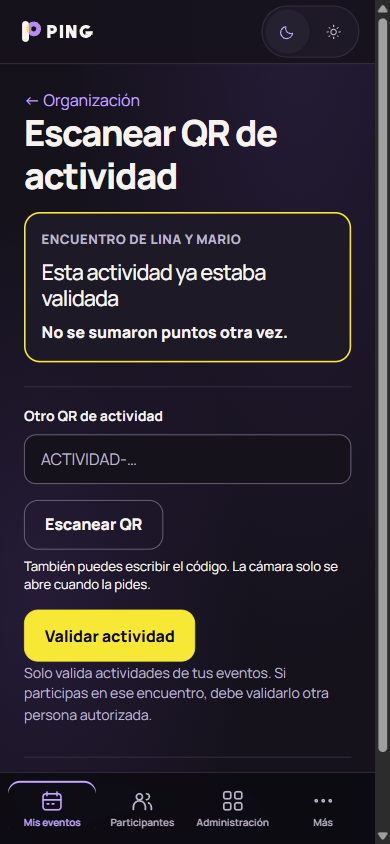 PING
← Organización
Escanear QR de
actividad
ENCUENTRO DE LINA Y MARIO
Esta actividad ya estaba
validada
No se sumaron puntos otra vez.
Otro QR de actividad
ACTIVIDAD-...
Escanear QR
También puedes escribir el código. La cámara solo se
abre cuando la pides.
Validar actividad
Solo valida actividades de tus eventos. Si
participas en ese encuentro, debe validarlo otra
persona autorizada.
Mis eventos
Participantes
Administración
Más